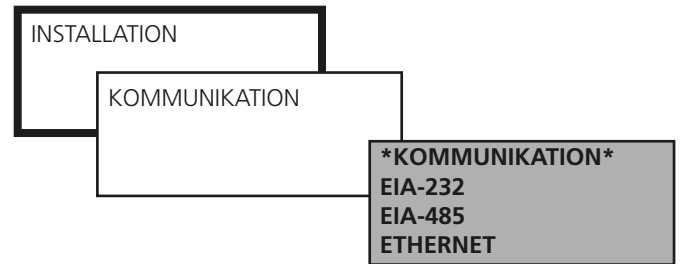 INSTALLATION
KOMMUNIKATION
*KOMMUNIKATION*
EIA-232
EIA-485
ETHERNET